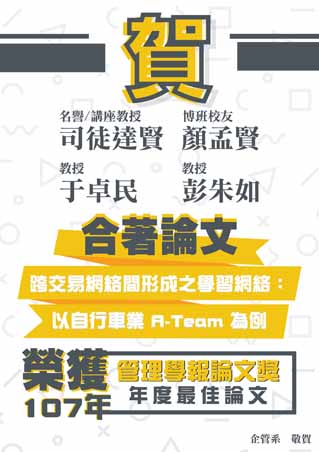 賀
名譽/講座教授 博班校友
司徒達賢 顏孟賢
教授 教授
于卓民 彭朱如
合著論文
跨交易網絡間形成之學習網絡：
以自行車業 A-Team 為例
榮獲 管理學報論文獎
107年 年度最佳論文
企管系 敬賀